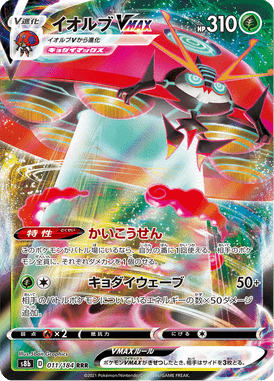 V進化 イオルブVMAX HP310
イオルブVから進化
キョダイマックス
特性 かいこうせん
このポケモンがバトル場にいるなら、自分の番に1回使える。相手の
ポケモン全員に、それぞれダメカンを1個のせる。
キョダイウェーブ 50+
相手のバトルポケモンについているエネルギーの数×50ダメージ
追加。
弱点 ×2 抵抗力 にげる
Illus.
VMAXルール
s8b D 011/184 RRR
ポケモンVMAXがきぜつしたとき、相手はサイドを3枚とる。
©2021 Pokémon/Nintendo/Creatures/GAME FREAK.